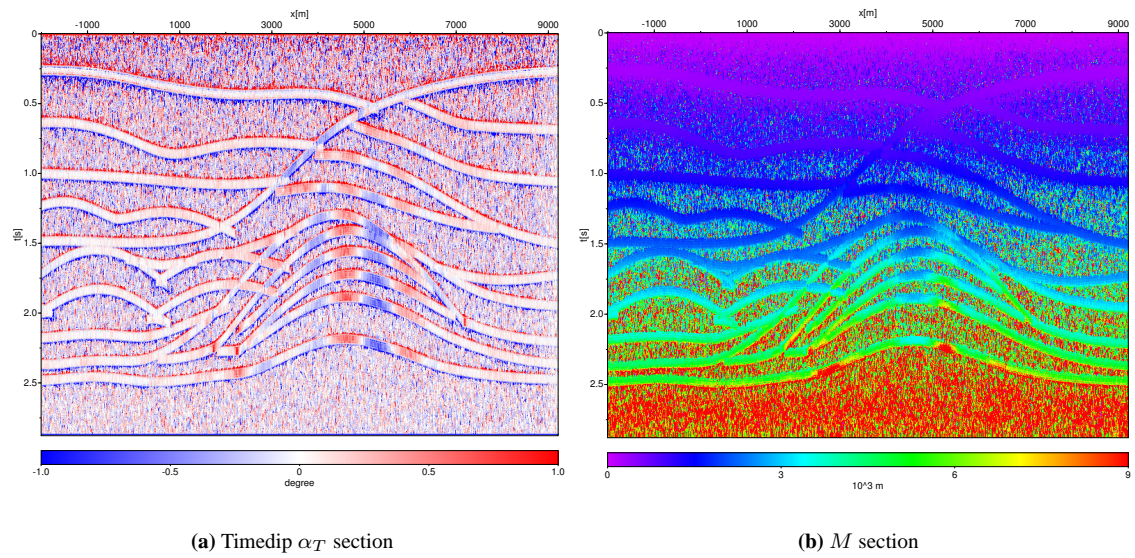 x[m]
-1000 1000 3000 5000 7000 9000
0
0.5
1.0
t[s]
1.5
2.0
2.5
-1.0 -0.5 0 0.5 1.0
degree
(a) Timedip α_T section
x[m]
-1000 1000 3000 5000 7000 9000
0
0.5
1.0
t[s]
1.5
2.0
2.5
0 3 6 9
10^3 m
(b) M section